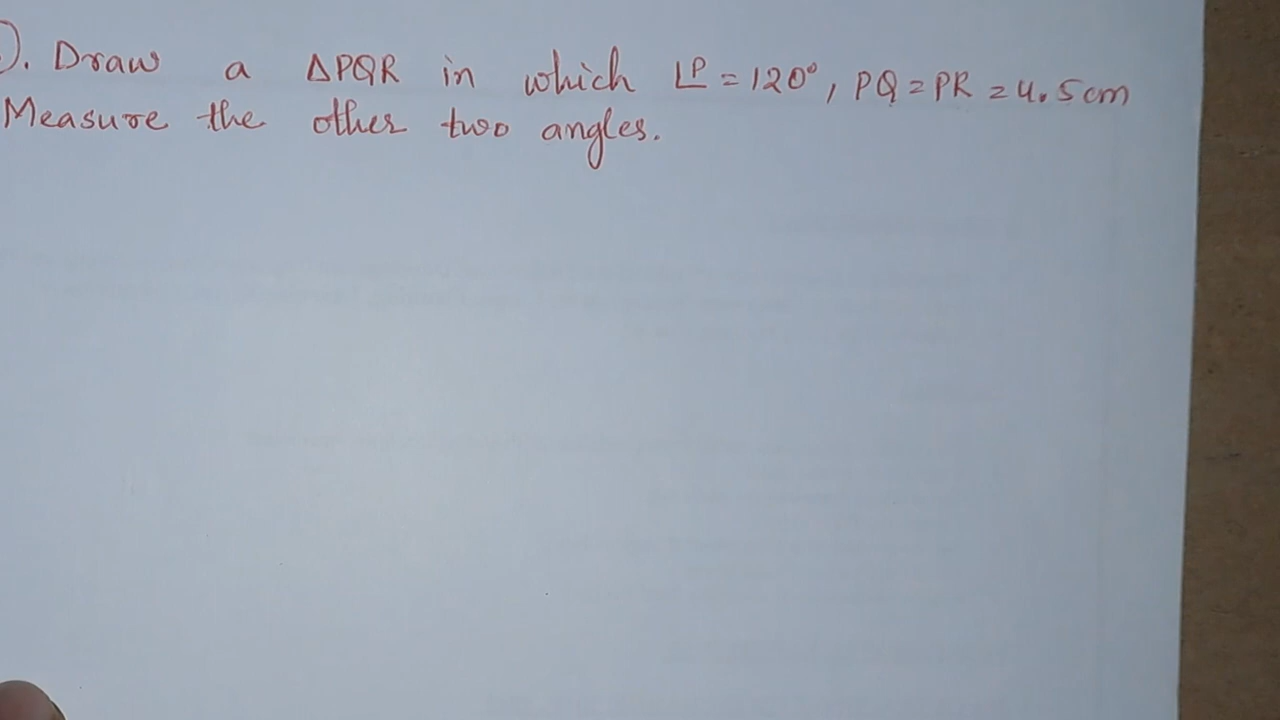 ). Draw a ΔPQR in which ∠P = 120°, PQ = PR = 4.5cm
Measure the other two angles.